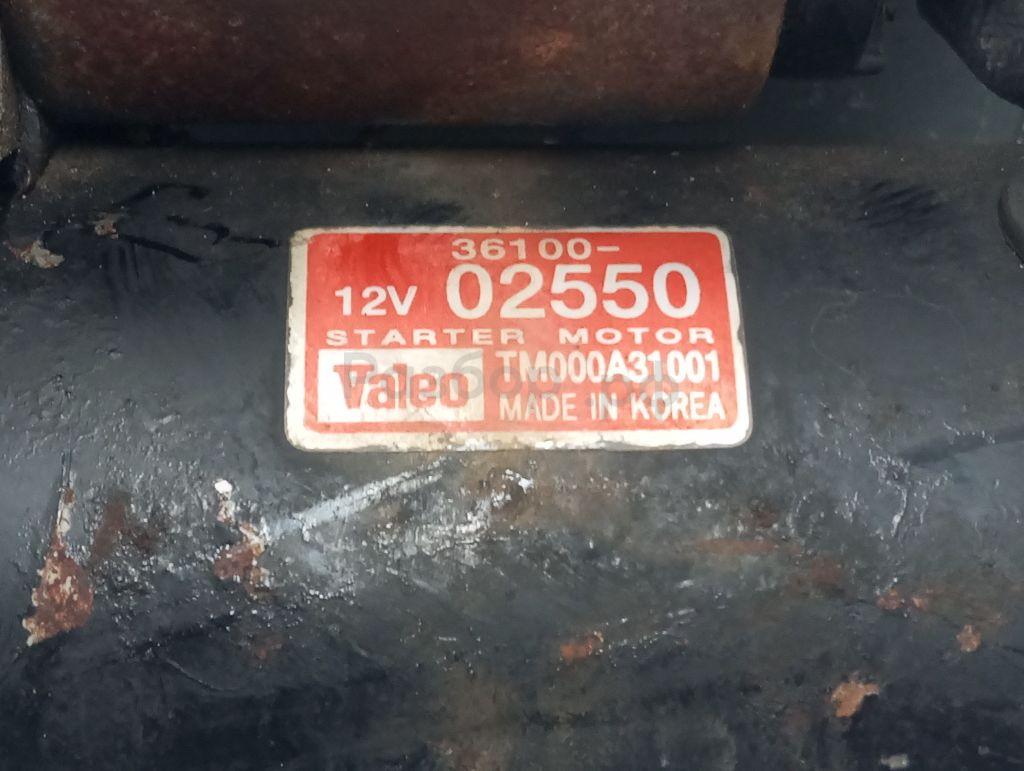 36100-
12V 02550
STARTER MOTOR
Valeo TM000A31001
MADE IN KOREA